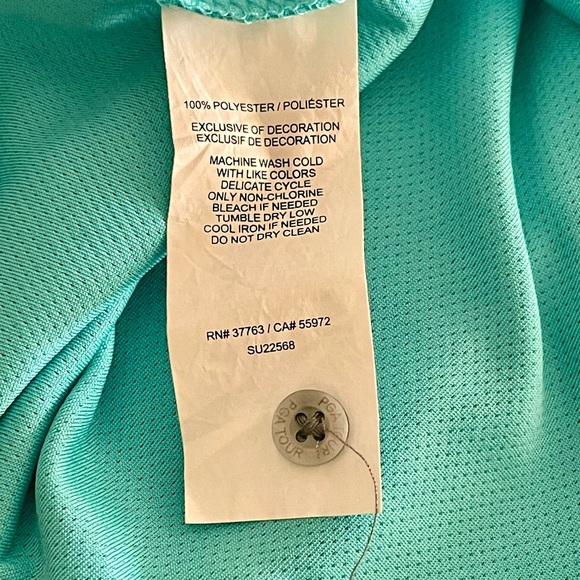 100% POLYESTER / POLIÉSTER
EXCLUSIVE OF DECORATION
EXCLUSIF DE DECORATION
MACHINE WASH COLD
WITH LIKE COLORS
DELICATE CYCLE
ONLY NON-CHLORINE
BLEACH IF NEEDED
TUMBLE DRY LOW
COOL IRON IF NEEDED
DO NOT DRY CLEAN
RN# 37763 / CA# 55972
SU22568
PGA TOUR
PGA TOUR